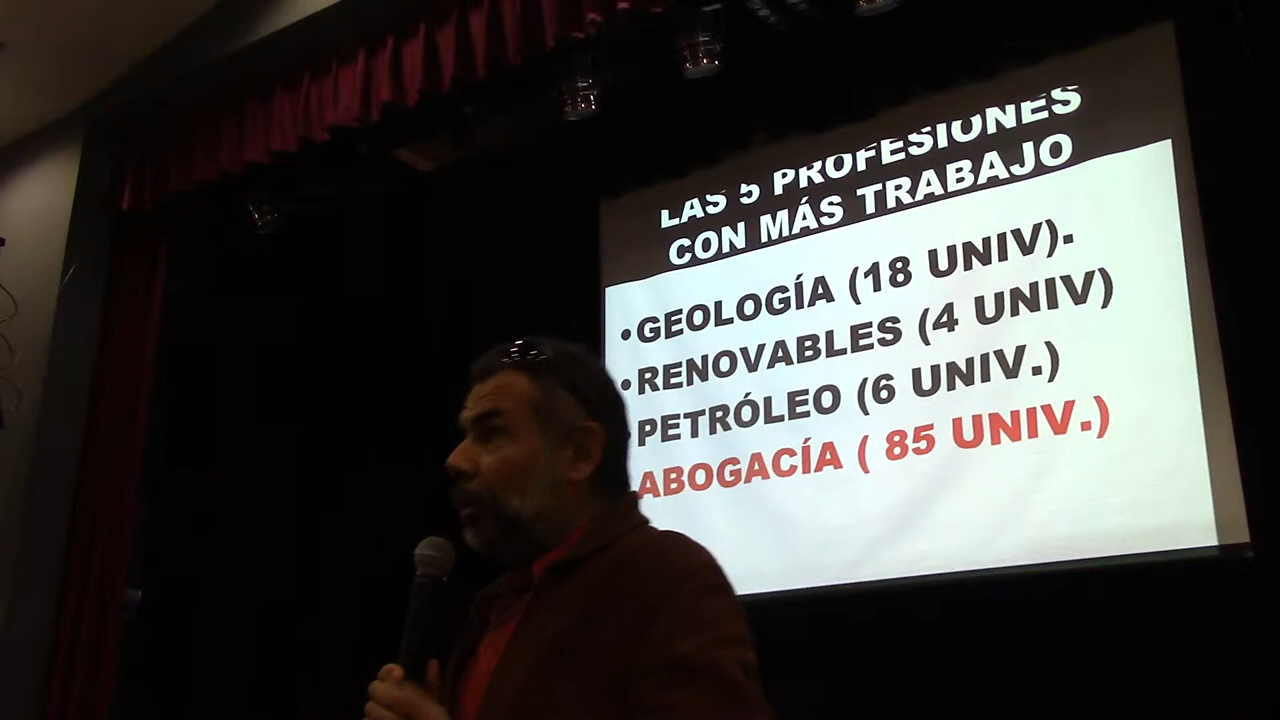 LAS 5 PROFESIONES
CON MÁS TRABAJO
•GEOLOGÍA (18 UNIV).
•RENOVABLES (4 UNIV)
•PETRÓLEO (6 UNIV.)
ABOGACÍA ( 85 UNIV.)